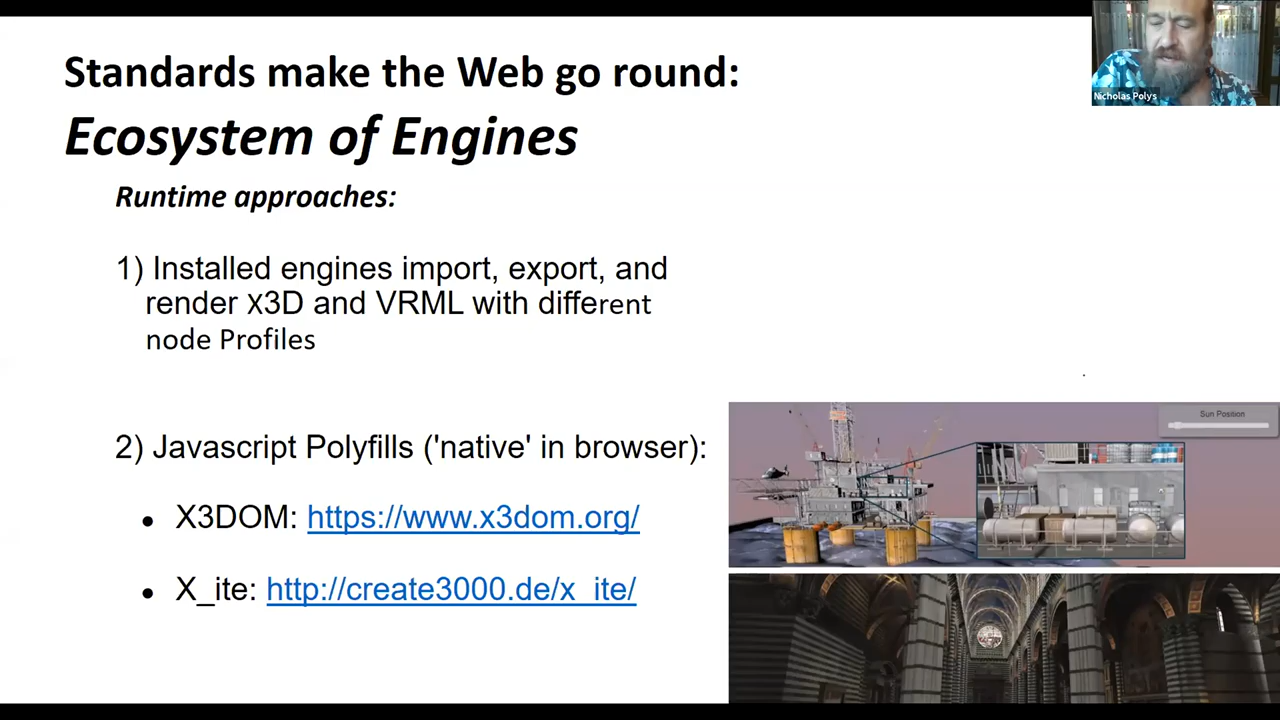 Standards make the Web go round:
Ecosystem of Engines
Runtime approaches:
1) Installed engines import, export, and
render X3D and VRML with different
node Profiles
2) Javascript Polyfills ('native' in browser):
• X3DOM: https://www.x3dom.org/
• X_ite: http://create3000.de/x_ite/
Nicholas Polys
Sun Position